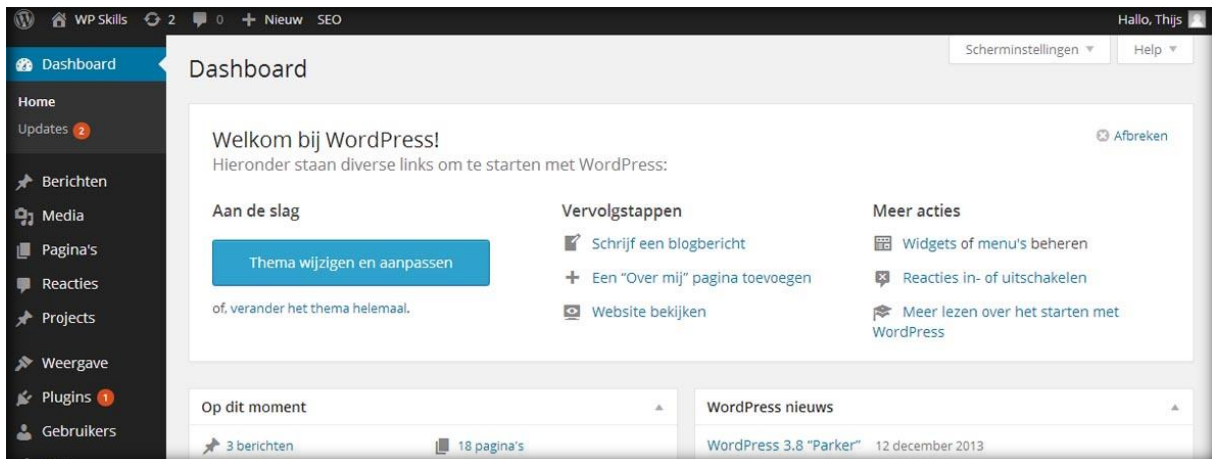 WP Skills 2 0 Nieuw SEO Hallo, Thijs
Dashboard
Home
Updates 2
Berichten
Media
Pagina's
Reacties
Projects
Weergave
Plugins 1
Gebruikers
Scherminstellingen Help
Dashboard
Welkom bij WordPress!
Afbreken
Hieronder staan diverse links om te starten met WordPress:
Aan de slag
Thema wijzigen en aanpassen
of, verander het thema helemaal.
Vervolgstappen
Schrijf een blogbericht
Een “Over mij” pagina toevoegen
Website bekijken
Meer acties
Widgets of menu's beheren
Reacties in- of uitschakelen
Meer lezen over het starten met
WordPress
Op dit moment
3 berichten 18 pagina's
WordPress nieuws
WordPress 3.8 “Parker” 12 december 2013